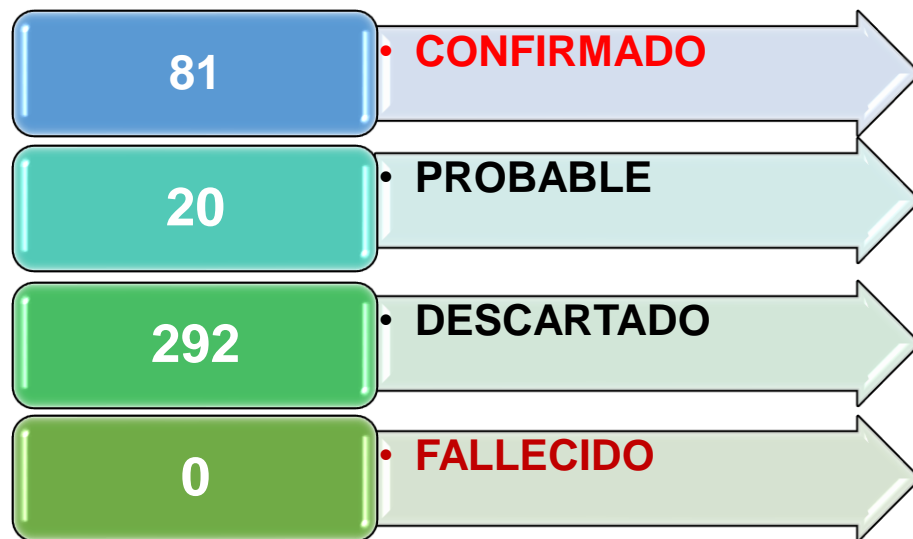 81
• CONFIRMADO
20
• PROBABLE
292
• DESCARTADO
0
• FALLECIDO